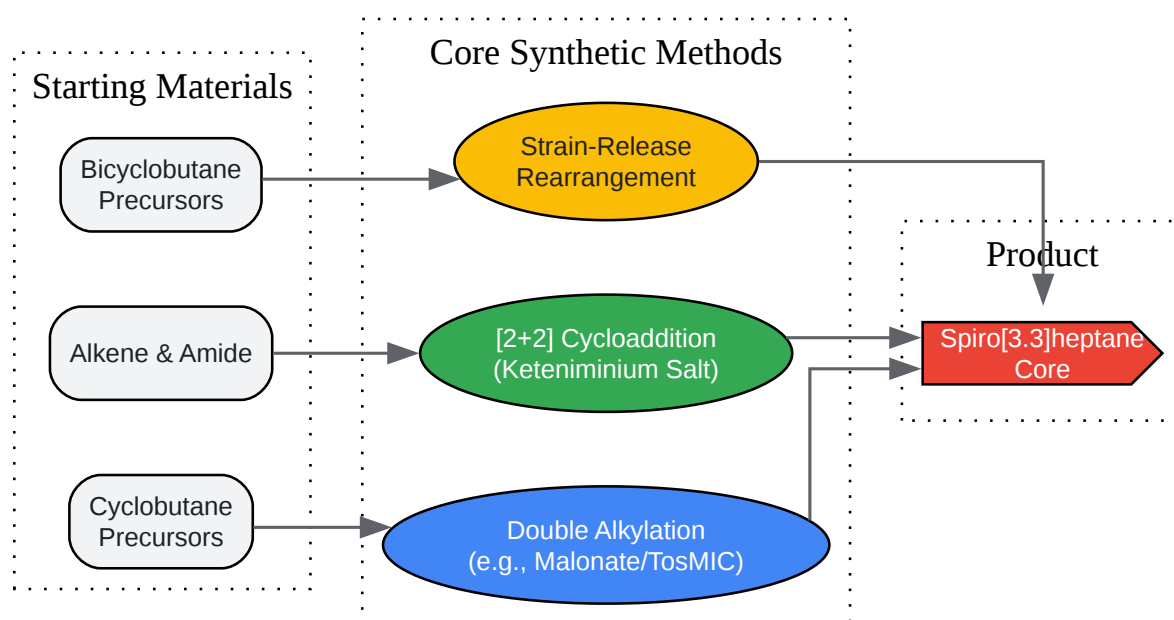 Starting Materials
Bicyclobutane
Precursors
Alkene & Amide
Cyclobutane
Precursors
Core Synthetic Methods
Strain-Release
Rearrangement
[2+2] Cycloaddition
(Keteniminium Salt)
Double Alkylation
(e.g., Malonate/TosMIC)
Product
Spiro[3.3]heptane
Core